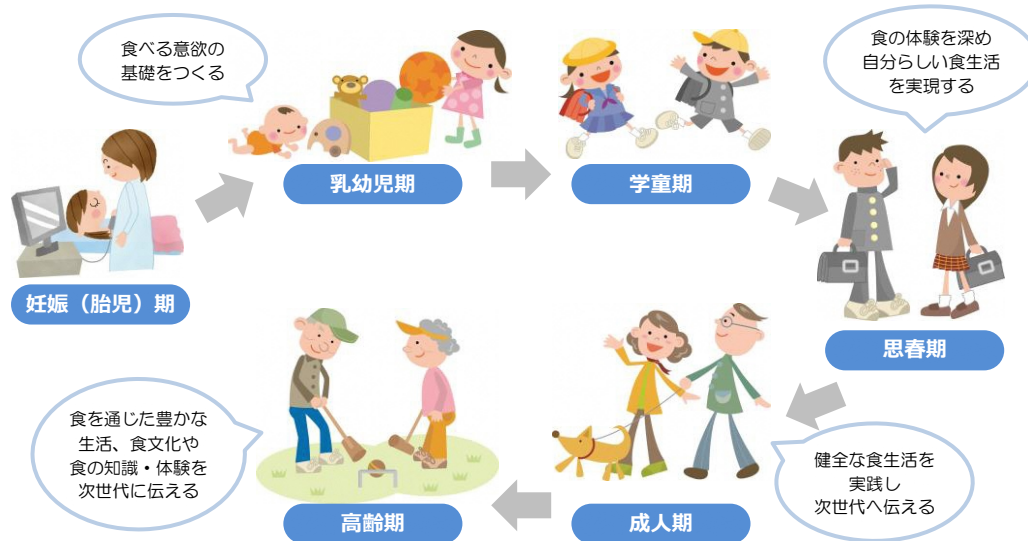 食べる意欲の
基礎をつくる
食の体験を深め
自分らしい食生活
を実現する
乳幼児期
学童期
妊娠（胎児）期
思春期
食を通じた豊かな
生活、食文化や
食の知識・体験を
次世代に伝える
健全な食生活を
実践し
次世代へ伝える
高齢期
成人期